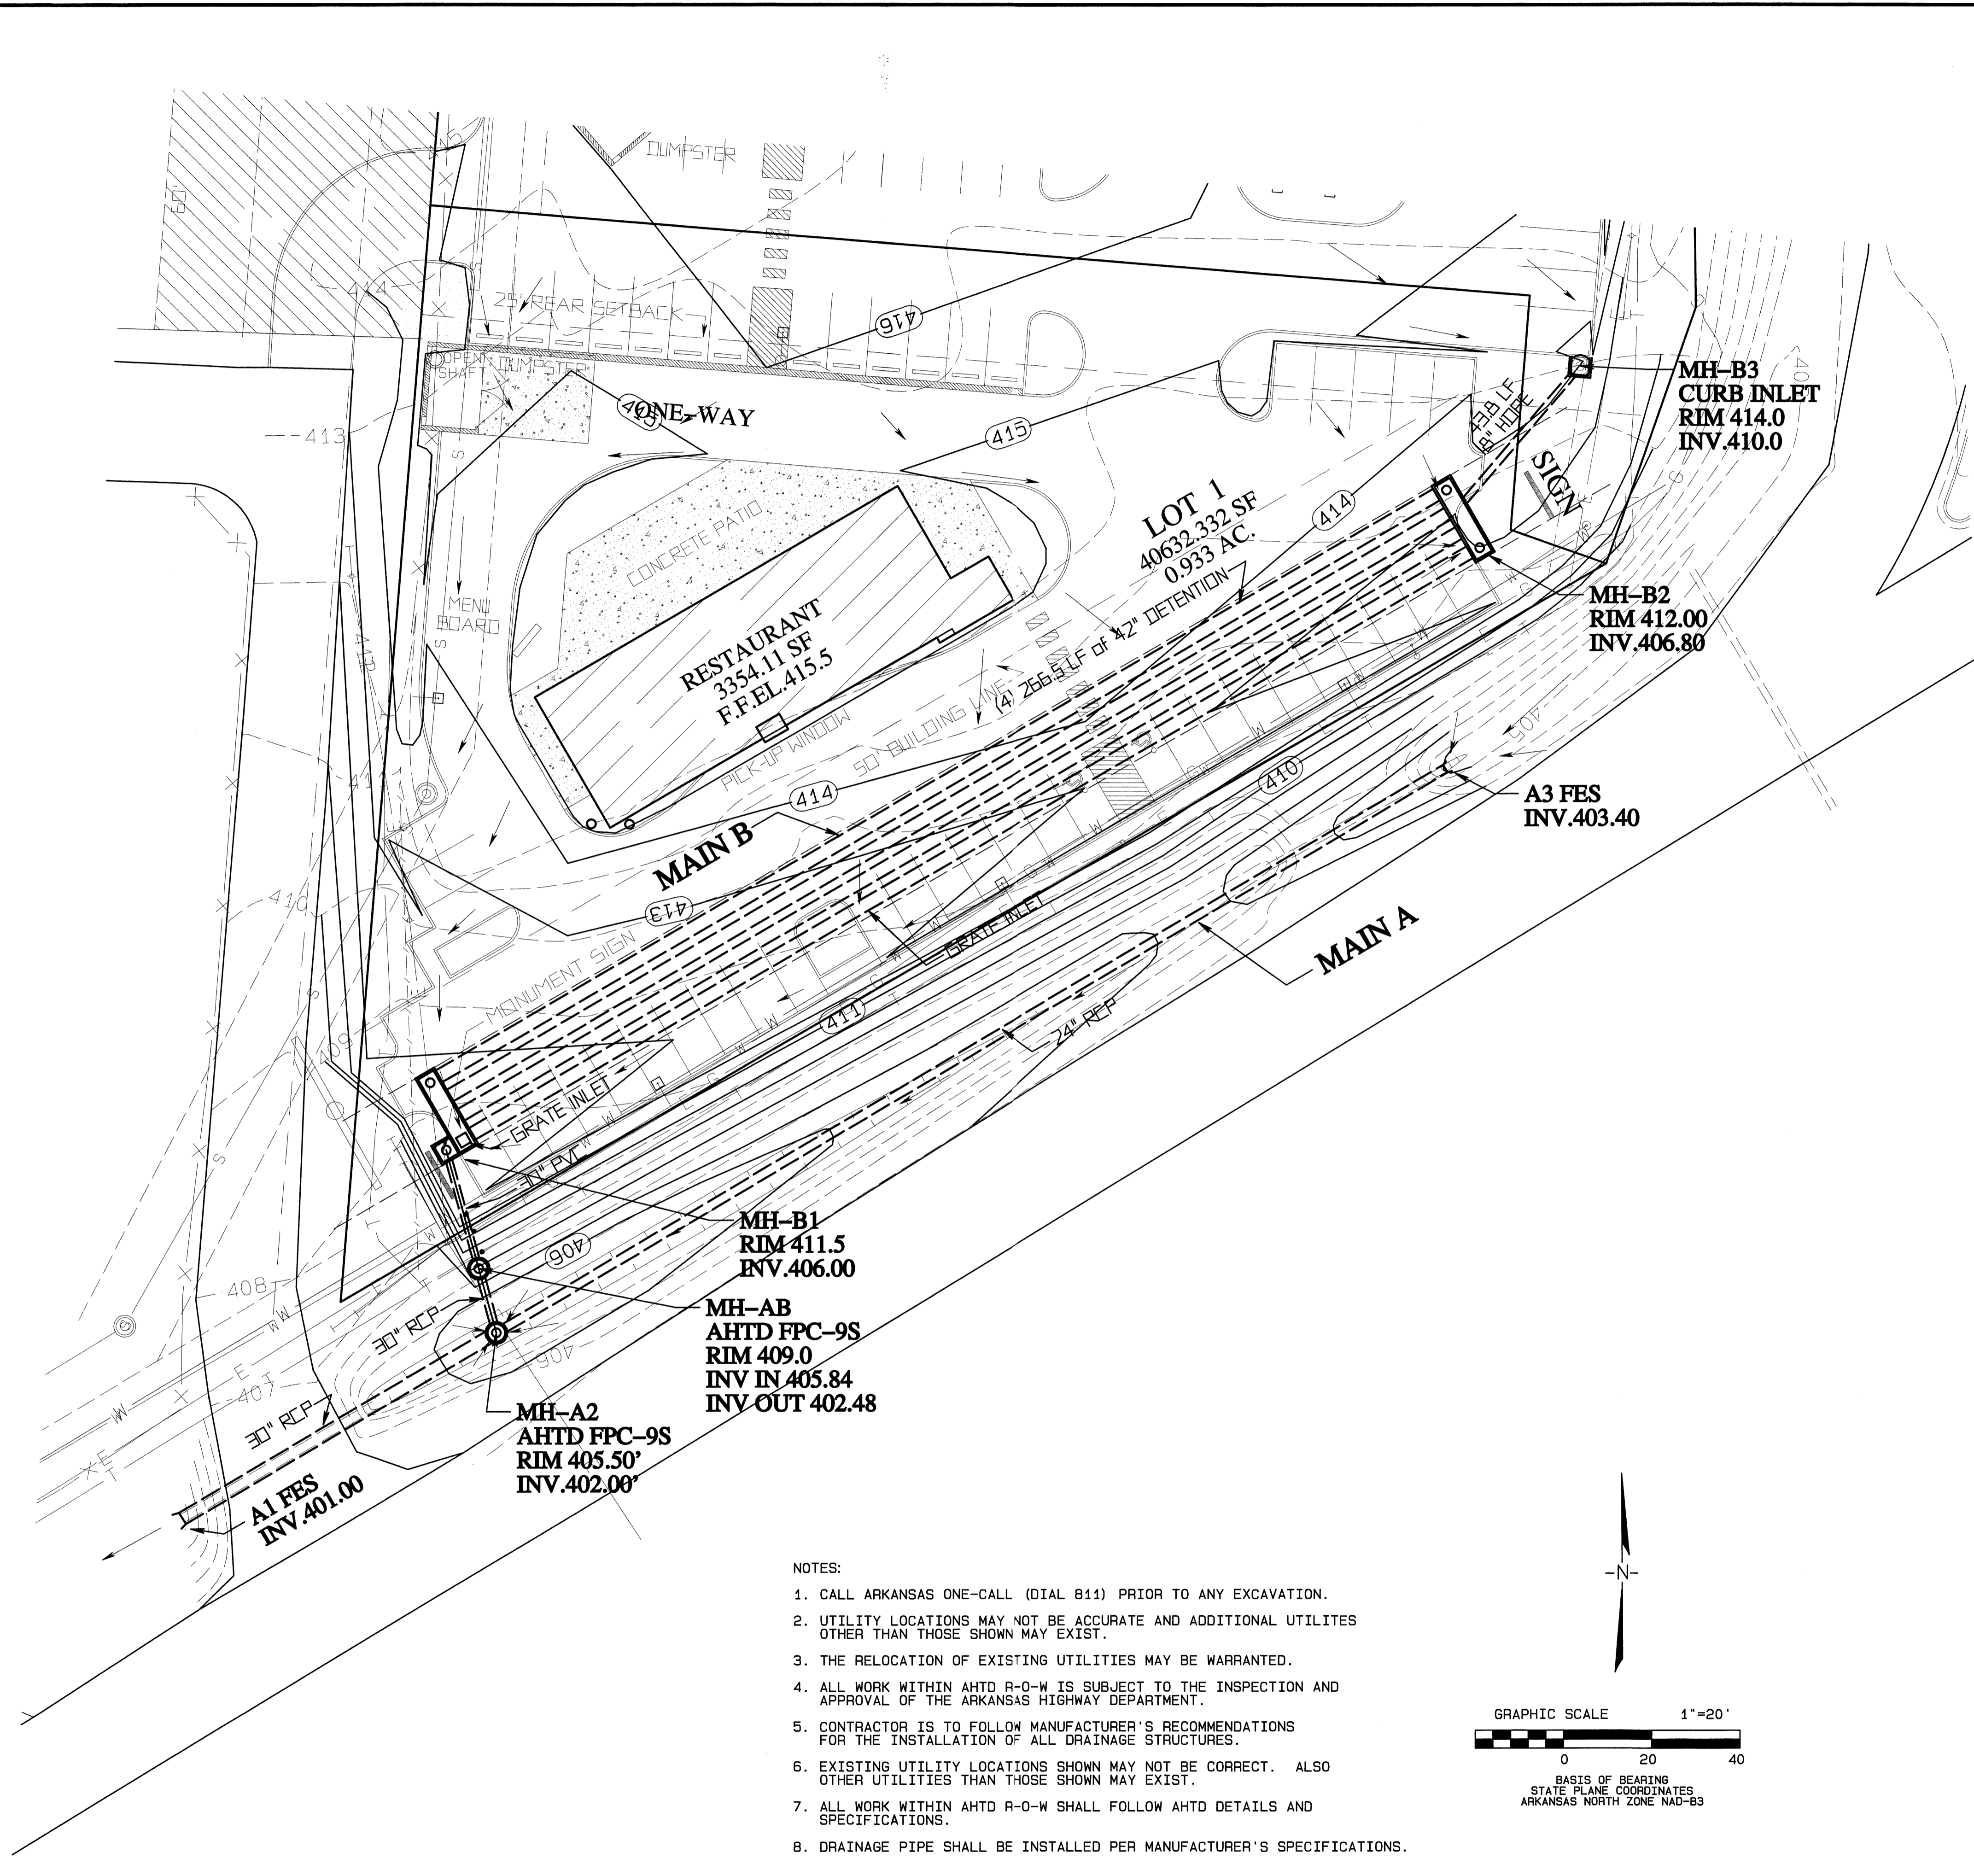 DUMPSTER
60'
25' REAR SETBACK
414
416
OPEN
SHAFT
DUMPSTER
ONE-WAY
413
415
MH-B3
CURB INLET
RIM 414.0
INV.410.0
SIGN
LOT 1
40632.332 SF
0.933 AC.
414
CONCRETE PATIO
MENU
BOARD
RESTAURANT
3354.11 SF
F.F.EL.415.5
PICK-UP WINDOW
50' BUILDING LINE
(4) 266.5 LF of 42" DETENTION
MH-B2
RIM 412.00
INV.406.80
412
405
414
410
A3 FES
INV.403.40
MAIN B
413
410
GRATE INLET
MAIN A
MONUMENT SIGN
411
24" RCP
409
GRATE INLET
30" PVC
MH-B1
RIM 411.5
INV.406.00
406
408
30" RCP
MH-AB
AHTD FPC-9S
RIM 409.0
INV IN 405.84
INV OUT 402.48
406
407
30" RCP
MH-A2
AHTD FPC-9S
RIM 405.50'
INV.402.00'
A1 FES
INV.401.00
NOTES:
1. CALL ARKANSAS ONE-CALL (DIAL 811) PRIOR TO ANY EXCAVATION.
2. UTILITY LOCATIONS MAY NOT BE ACCURATE AND ADDITIONAL UTILITES
OTHER THAN THOSE SHOWN MAY EXIST.
3. THE RELOCATION OF EXISTING UTILITIES MAY BE WARRANTED.
4. ALL WORK WITHIN AHTD R-O-W IS SUBJECT TO THE INSPECTION AND
APPROVAL OF THE ARKANSAS HIGHWAY DEPARTMENT.
5. CONTRACTOR IS TO FOLLOW MANUFACTURER'S RECOMMENDATIONS
FOR THE INSTALLATION OF ALL DRAINAGE STRUCTURES.
6. EXISTING UTILITY LOCATIONS SHOWN MAY NOT BE CORRECT. ALSO
OTHER UTILITIES THAN THOSE SHOWN MAY EXIST.
7. ALL WORK WITHIN AHTD R-O-W SHALL FOLLOW AHTD DETAILS AND
SPECIFICATIONS.
8. DRAINAGE PIPE SHALL BE INSTALLED PER MANUFACTURER'S SPECIFICATIONS.
-N-
GRAPHIC SCALE 1"=20'
0 20 40
BASIS OF BEARING
STATE PLANE COORDINATES
ARKANSAS NORTH ZONE NAD-83